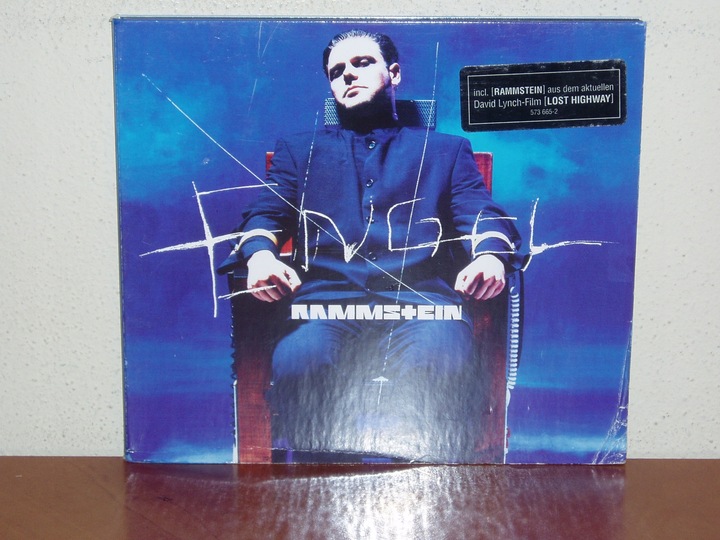 incl. [RAMMSTEIN] aus dem aktuellen
David Lynch-Film [LOST HIGHWAY]
573 665-2
ENGEL
RAMMSTEIN